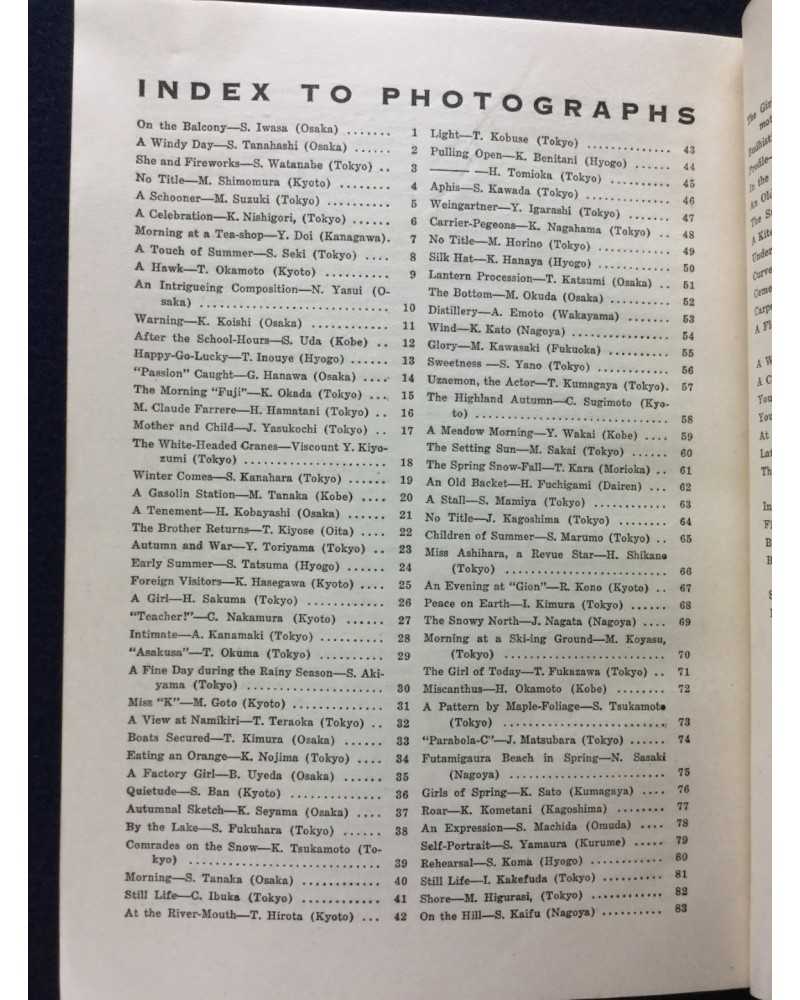 INDEX TO PHOTOGRAPHS
On the Balcony—S. Iwasa (Osaka) ....... 1
A Windy Day—S. Tanahashi (Osaka) ...... 2
She and Fireworks—S. Watanabe (Tokyo) .. 3
No Title—M. Shimomura (Kyoto) ......... 4
A Schooner—M. Suzuki (Tokyo) .......... 5
A Celebration—K. Nishigori, (Tokyo) ...... 6
Morning at a Tea-shop—Y. Doi (Kanagawa). 7
A Touch of Summer—S. Seki (Tokyo) .... 8
A Hawk—T. Okamoto (Kyoto) .......... 9
An Intrigueing Composition—N. Yasui (O-
saka) ............................. 10
Warning—K. Koishi (Osaka) ............ 11
After the School-Hours—S. Uda (Kobe) .. 12
Happy-Go-Lucky—T. Inouye (Hyogo) ...... 13
"Passion" Caught—G. Hanawa (Osaka) .... 14
The Morning "Fuji"—K. Okada (Tokyo) ... 15
M. Claude Farrere—H. Hamatani (Tokyo) .. 16
Mother and Child—J. Yasukochi (Tokyo) .. 17
The White-Headed Cranes—Viscount Y. Kiyo-
zumi (Tokyo) ...................... 18
Winter Comes—S. Kanahara (Tokyo) ..... 19
A Gasolin Station—M. Tanaka (Kobe) .... 20
A Tenement—H. Kobayashi (Osaka) ...... 21
The Brother Returns—T. Kiyose (Oita) .... 22
Autumn and War—Y. Toriyama (Tokyo) .. 23
Early Summer—S. Tatsuma (Hyogo) ...... 24
Foreign Visitors—K. Hasegawa (Kyoto) .... 25
A Girl—H. Sakuma (Tokyo) ............ 26
"Teacher!"—C. Nakamura (Kyoto) ...... 27
Intimate—A. Kanamaki (Tokyo) .......... 28
"Asakusa"—T. Okuma (Tokyo) .......... 29
A Fine Day during the Rainy Season—S. Aki-
yama (Tokyo) ...................... 30
Miss "K"—M. Goto (Kyoto) ............ 31
A View at Namikiri—T. Teraoka (Tokyo) .. 32
Boats Secured—T. Kimura (Osaka) ...... 33
Eating an Orange—K. Nojima (Tokyo) .... 34
A Factory Girl—B. Uyeda (Osaka) ...... 35
Quietude—S. Ban (Kyoto) .............. 36
Autumnal Sketch—K. Seyama (Osaka) .... 37
By the Lake—S. Fukuhara (Tokyo) ...... 38
Comrades on the Snow—K. Tsukamoto (To-
kyo) .............................. 39
Morning—S. Tanaka (Osaka) ............ 40
Still Life—C. Ibuka (Tokyo) ............ 41
At the River-Mouth—T. Hirota (Kyoto) ... 42
Light—T. Kobuse (Tokyo) .............. 43
Pulling Open—K. Benitani (Hyogo) ...... 44
———— —H. Tomioka (Tokyo) .......... 45
Aphis—S. Kawada (Tokyo) ............. 46
Weingartner—Y. Igarashi (Tokyo) ........ 47
Carrier-Pegeons—K. Nagahama (Tokyo) .. 48
No Title—M. Horino (Tokyo) ............ 49
Silk Hat—K. Hanaya (Hyogo) ........... 50
Lantern Procession—T. Katsumi (Osaka) .. 51
The Bottom—M. Okuda (Osaka) ......... 52
Distillery—A. Emoto (Wakayama) ....... 53
Wind—K. Kato (Nagoya) .............. 54
Glory—M. Kawasaki (Fukuoka) ......... 55
Sweetness —S. Yano (Tokyo) ........... 56
Uzaemon, the Actor—T. Kumagaya (Tokyo). 57
The Highland Autumn—C. Sugimoto (Kyo-
to) ............................... 58
A Meadow Morning—Y. Wakai (Kobe) .... 59
The Setting Sun—M. Sakai (Tokyo) ...... 60
The Spring Snow-Fall—T. Kara (Morioka) .. 61
An Old Backet—H. Fuchigami (Dairen) ... 62
A Stall—S. Mamiya (Tokyo) ............ 63
No Title—J. Kagoshima (Tokyo) ......... 64
Children of Summer—S. Marumo (Tokyo) .. 65
Miss Ashihara, a Revue Star—H. Shikano
(Tokyo) ........................... 66
An Evening at "Gion"—R. Kono (Kyoto) .. 67
Peace on Earth—I. Kimura (Tokyo) ...... 68
The Snowy North—J. Nagata (Nagoya) .... 69
Morning at a Ski-ing Ground—M. Koyasu,
(Tokyo) ........................... 70
The Girl of Today—T. Fukazawa (Tokyo) .. 71
Miscanthus—H. Okamoto (Kobe) ........ 72
A Pattern by Maple-Foliage—S. Tsukamoto
(Tokyo) ........................... 73
"Parabola-C"—J. Matsubara (Tokyo) ...... 74
Futamigaura Beach in Spring—N. Sasaki
(Nagoya) .......................... 75
Girls of Spring—K. Sato (Kumagaya) .... 76
Roar—K. Kometani (Kagoshima) ........ 77
An Expression—S. Machida (Omuda) .... 78
Self-Portrait—S. Yamaura (Kurume) ..... 79
Rehearsal—S. Koma (Hyogo) ............ 80
Still Life—I. Kakefuda (Tokyo) .......... 81
Shore—M. Higurasi, (Tokyo) ............ 82
On the Hill—S. Kaifu (Nagoya) .......... 83